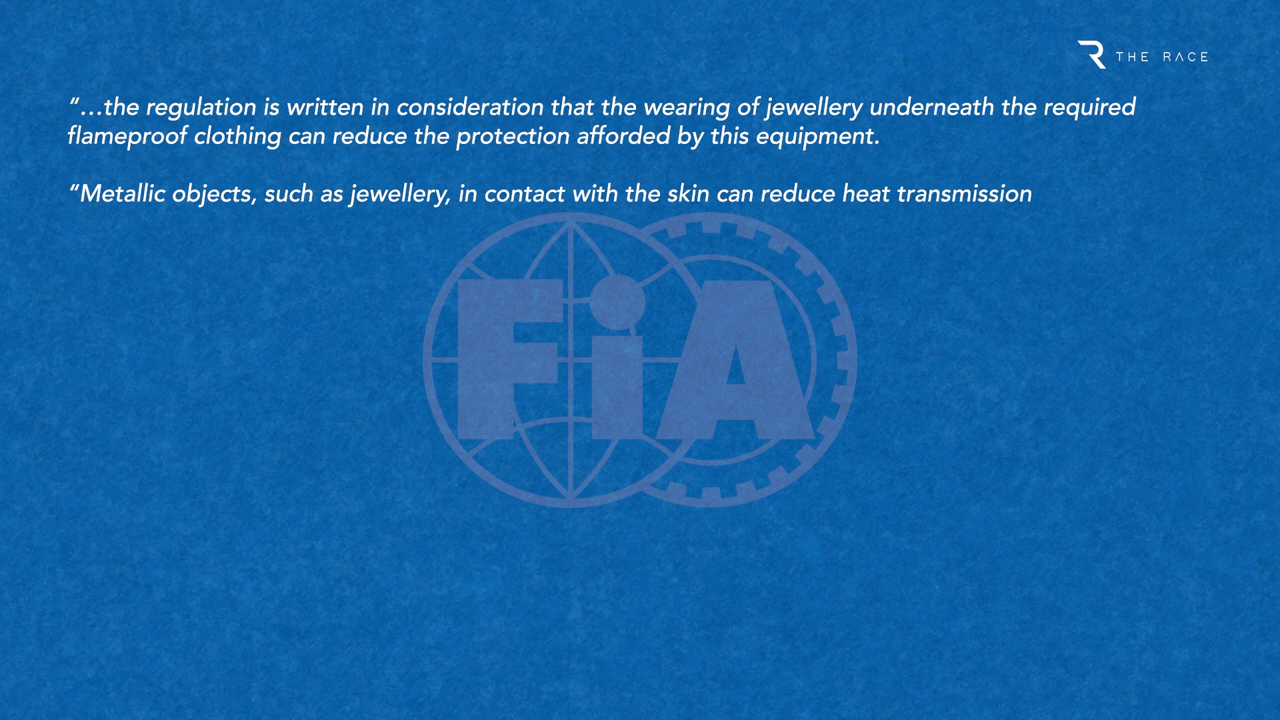 THE RACE
“...the regulation is written in consideration that the wearing of jewellery underneath the required
flameproof clothing can reduce the protection afforded by this equipment.
“Metallic objects, such as jewellery, in contact with the skin can reduce heat transmission
FiA